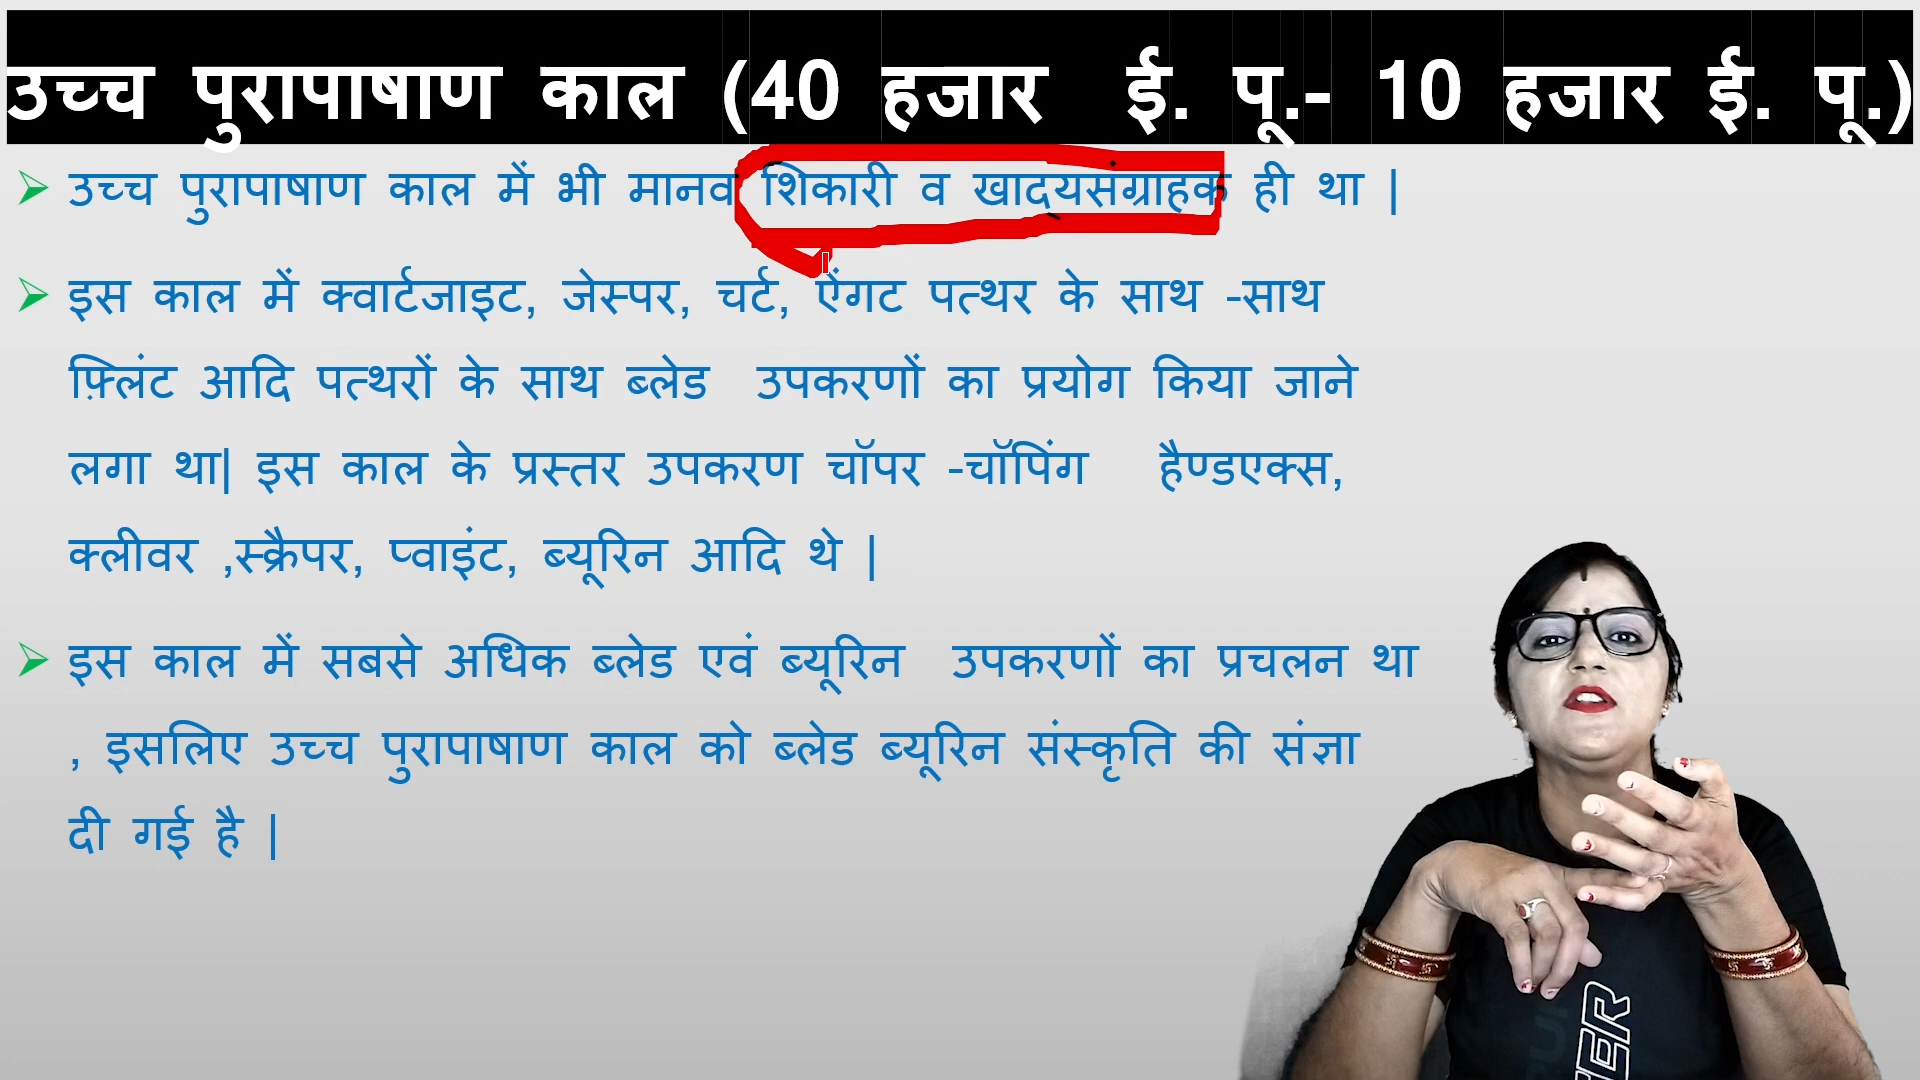 उच्च पुरापाषाण काल (40 हजार ई. पू.- 10 हजार ई. पू.)
उच्च पुरापाषाण काल में भी मानव शिकारी व खाद्यसंग्राहक ही था |
इस काल में क्वार्टजाइट, जेस्पर, चर्ट, ऐंगट पत्थर के साथ -साथ
फ़्लिंट आदि पत्थरों के साथ ब्लेड उपकरणों का प्रयोग किया जाने
लगा था| इस काल के प्रस्तर उपकरण चॉपर -चॉपिंग हैण्डएक्स,
क्लीवर ,स्क्रैपर, प्वाइंट, ब्यूरिन आदि थे |
इस काल में सबसे अधिक ब्लेड एवं ब्यूरिन उपकरणों का प्रचलन था
, इसलिए उच्च पुरापाषाण काल को ब्लेड ब्यूरिन संस्कृति की संज्ञा
दी गई है |